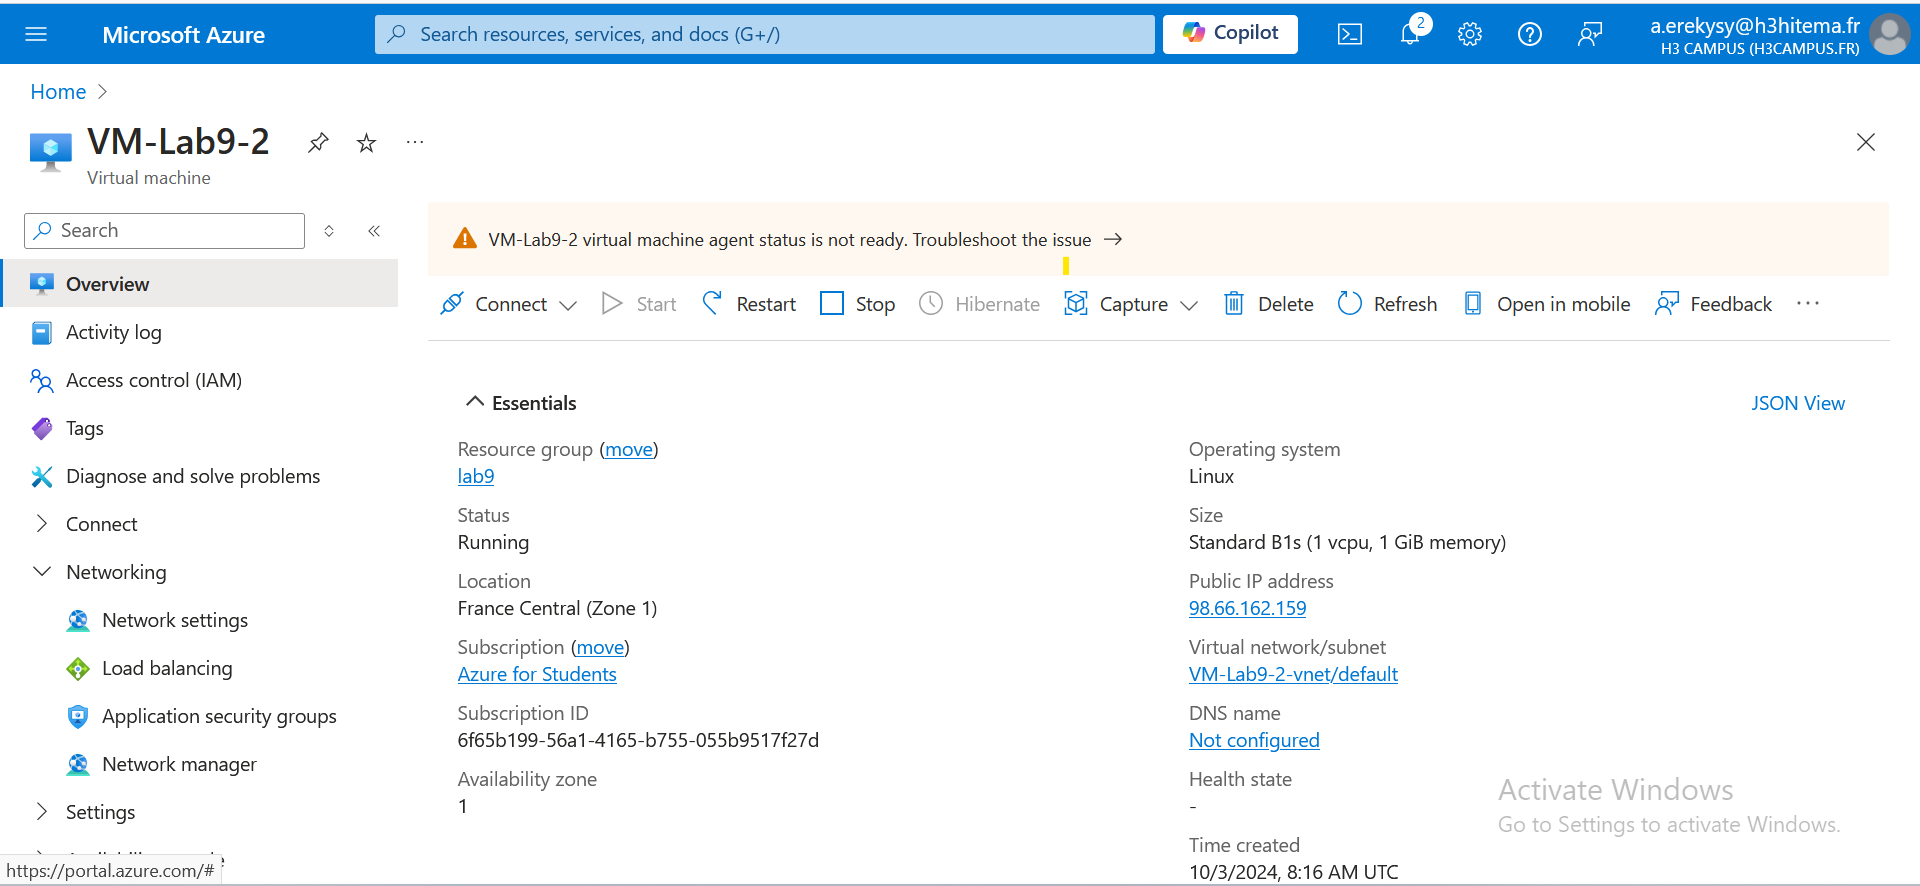 Microsoft Azure
Search resources, services, and docs (G+/)
Copilot
2
a.erekysy@h3hitema.fr
H3 CAMPUS (H3CAMPUS.FR)
Home
VM-Lab9-2
Virtual machine
Search
Overview
Activity log
Access control (IAM)
Tags
Diagnose and solve problems
Connect
Networking
Network settings
Load balancing
Application security groups
Network manager
Settings
https://portal.azure.com/#
VM-Lab9-2 virtual machine agent status is not ready. Troubleshoot the issue →
Connect
Start
Restart
Stop
Hibernate
Capture
Delete
Refresh
Open in mobile
Feedback
Essentials
JSON View
Resource group (move)
lab9
Status
Running
Location
France Central (Zone 1)
Subscription (move)
Azure for Students
Subscription ID
6f65b199-56a1-4165-b755-055b9517f27d
Availability zone
1
Operating system
Linux
Size
Standard B1s (1 vcpu, 1 GiB memory)
Public IP address
98.66.162.159
Virtual network/subnet
VM-Lab9-2-vnet/default
DNS name
Not configured
Health state
-
Time created
10/3/2024, 8:16 AM UTC
Activate Windows
Go to Settings to activate Windows.